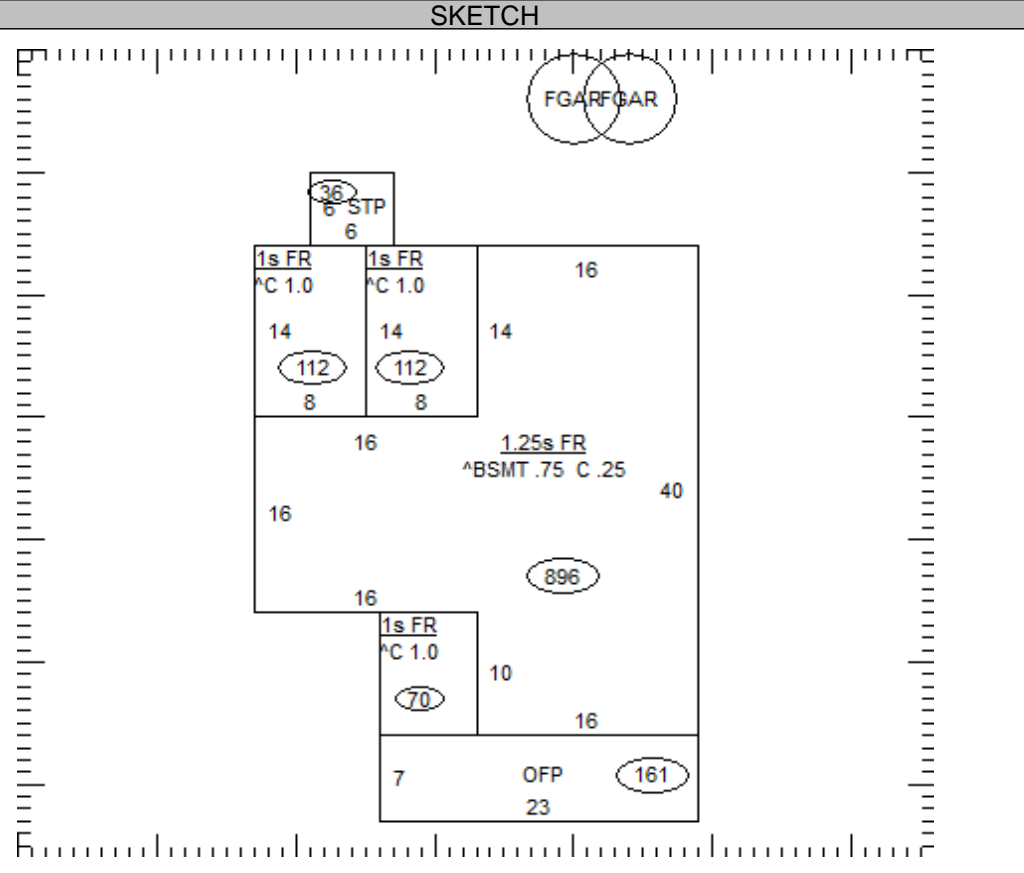 SKETCH
FGAR FGAR
36
6 STP
6
1s FR
^C 1.0
14
112
8
1s FR
^C 1.0
14
112
8
16
14
16
1.25s FR
^BSMT .75 C .25
40
16
896
16
1s FR
^C 1.0
70
10
16
7
OFP
161
23